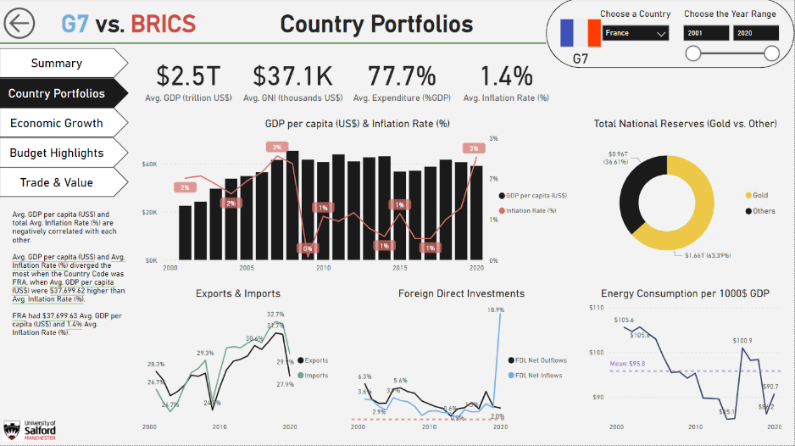 G7 vs. BRICS
Country Portfolios
Choose a Country
Choose the Year Range
France
2001
2020
G7
Summary
Country Portfolios
Economic Growth
Budget Highlights
Trade & Value
$2.5T
$37.1K
77.7%
1.4%
Avg. GDP (trillion US$)
Avg. GNI (thousands US$)
Avg. Expenditure (%GDP)
Avg. Inflation Rate (%)
Avg. GDP per capita (US$) and
total Avg. Inflation Rate (%) are
negatively correlated with each
other.
Avg. GDP per capita (US$) and Avg.
Inflation Rate (%) diverged the
most when the Country Code was
FRA, when Avg. GDP per capita
(US$) were $37,699.62 higher than
Avg. Inflation Rate (%).
FRA had $37,699.63 Avg. GDP per
capita (US$) and 1.4% Avg.
Inflation Rate (%).
University of
Salford
MANCHESTER
GDP per capita (US$) & Inflation Rate (%)
$40K
$20K
$0K
3%
2%
1%
0%
2%
2%
3%
0%
1%
1%
1%
1%
3%
2000
2005
2010
2015
2020
GDP per capita (US$)
Inflation Rate (%)
Total National Reserves (Gold vs. Other)
$0.96T
(36.61%)
$1.66T (63.39%)
Gold
Others
Exports & Imports
28.3%
26.7%
26.7%
29.3%
30.6%
32.7%
31.7%
27.9%
Exports
Imports
2000
2010
2020
Foreign Direct Investments
6.3%
3.6%
2.9%
5.6%
18.9%
2.0%
FDI, Net Outflows
FDI, Net Inflows
2000
2010
2020
Energy Consumption per 1000$ GDP
$110
$100
$90
$105.6
$105.8
Mean: $95.8
$100.9
$90.7
2000
2010
2020